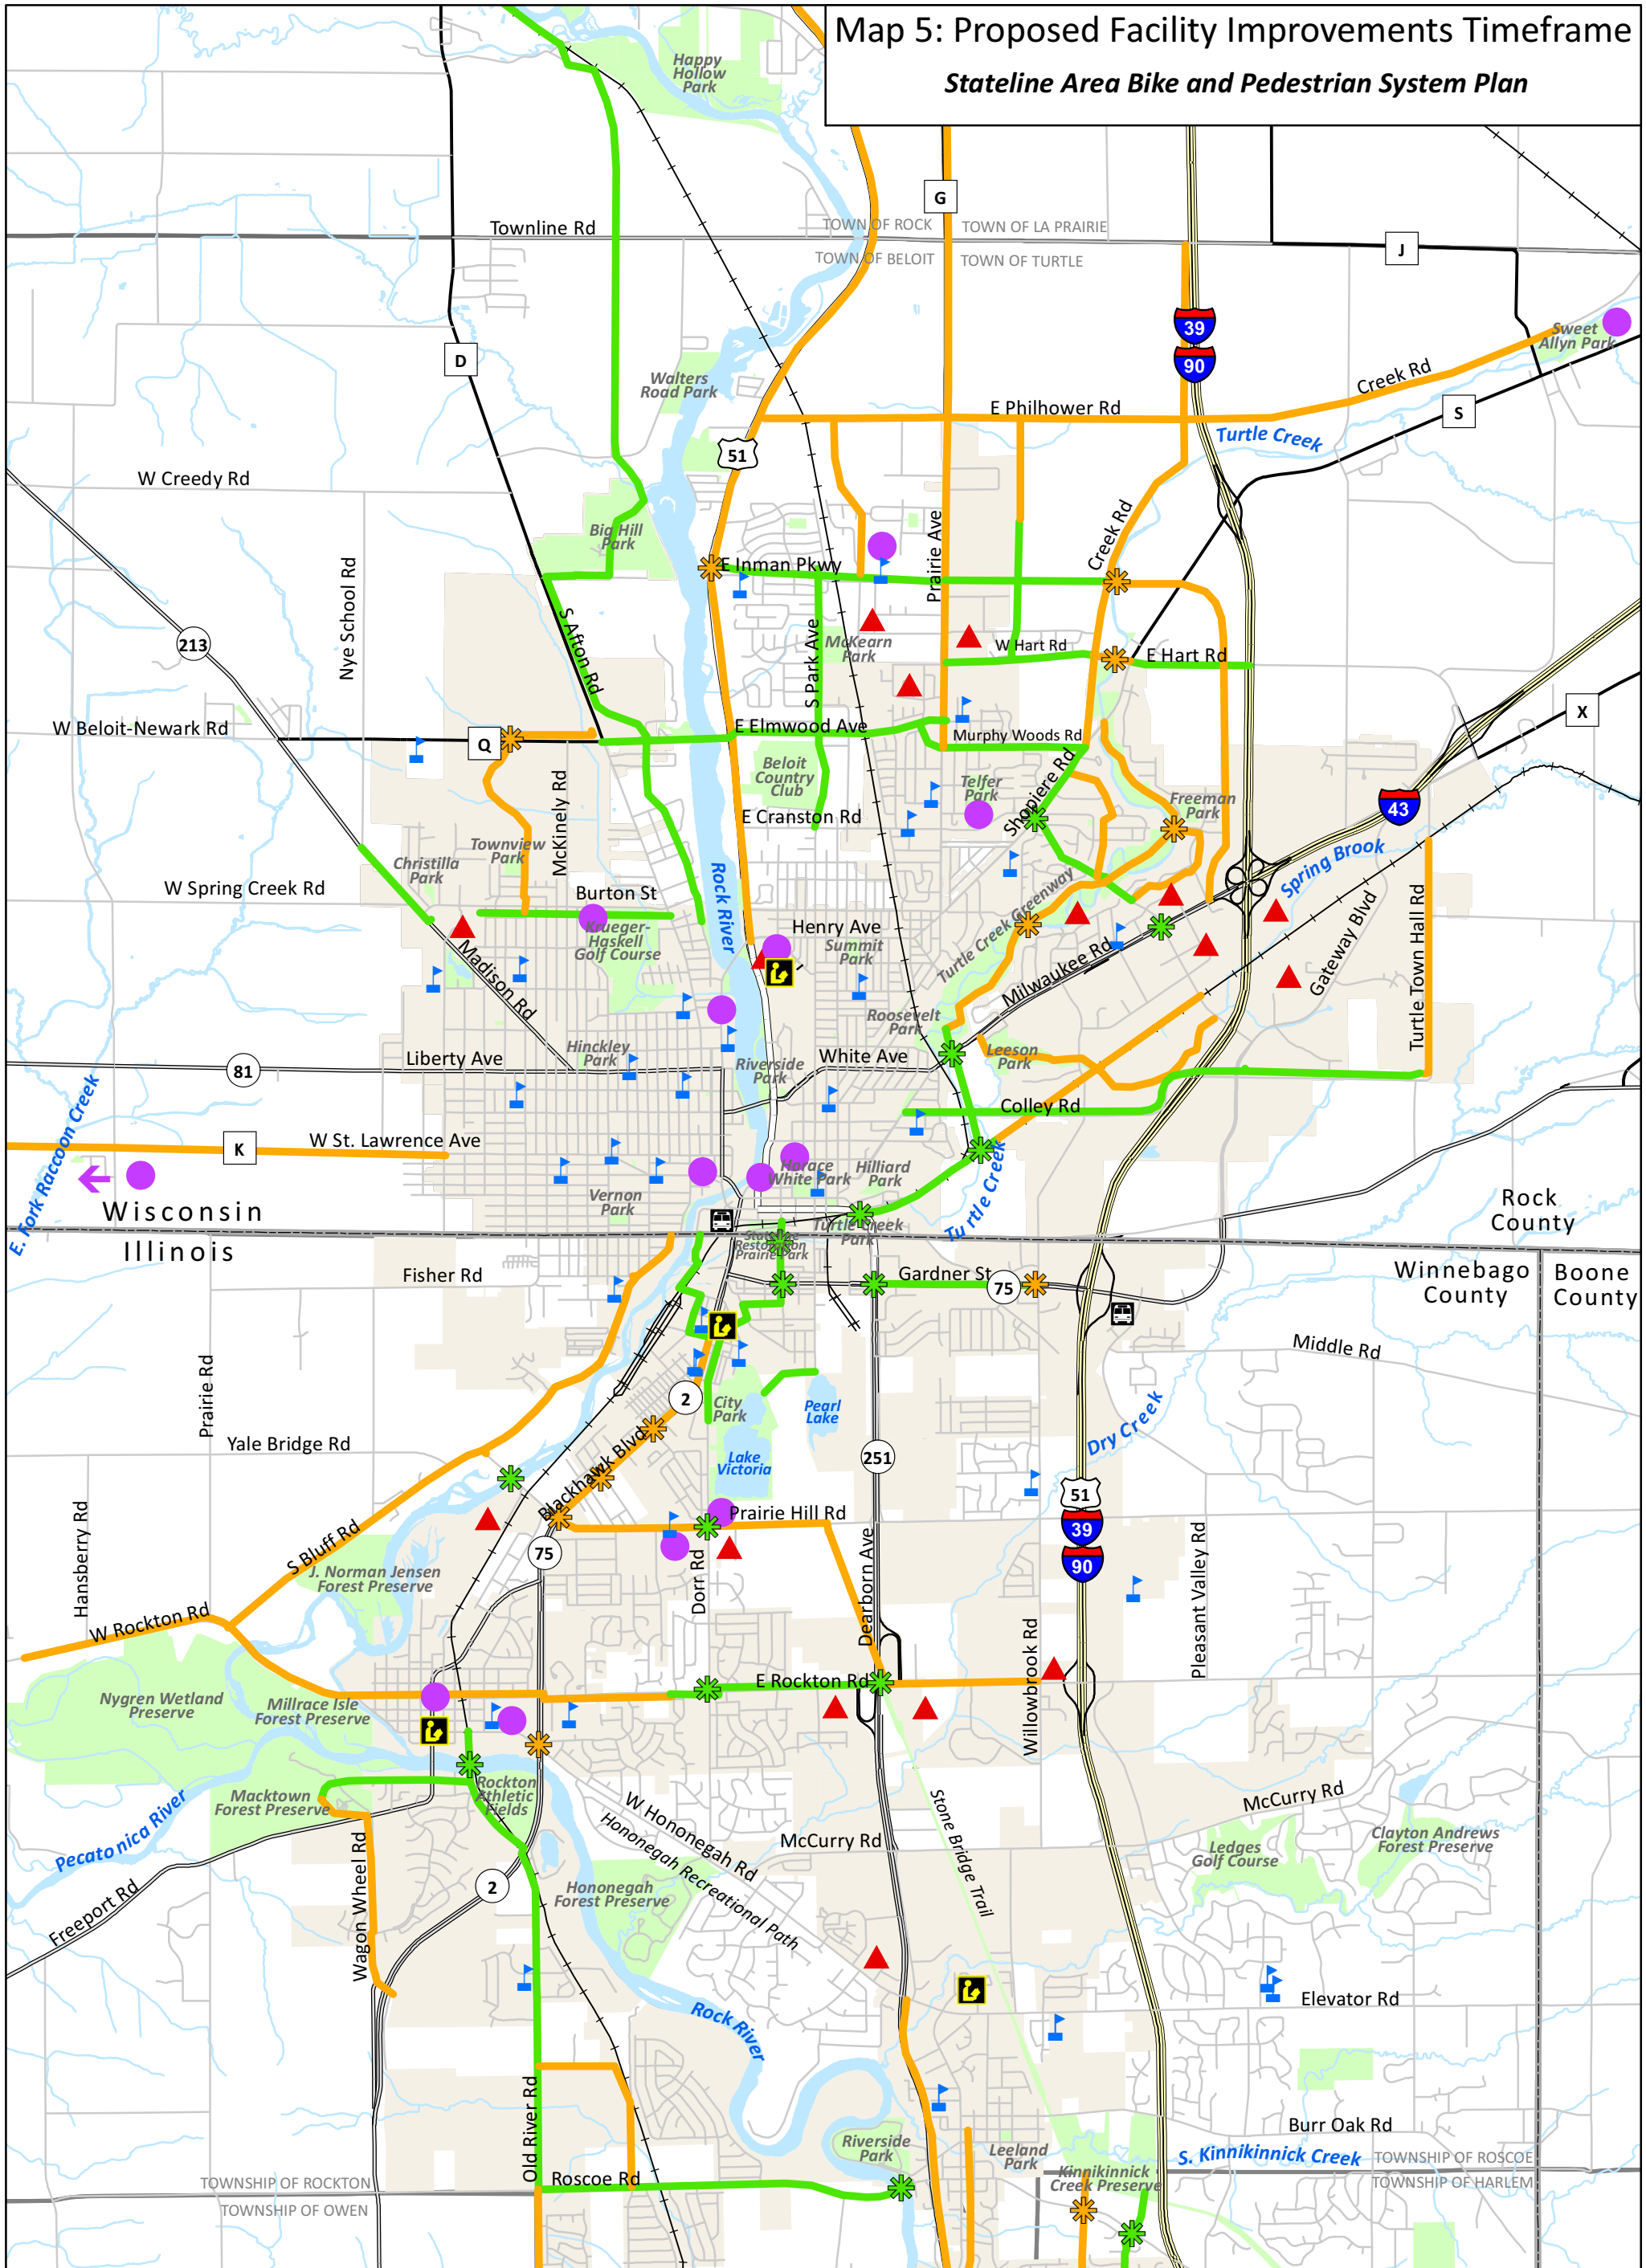 Map 5: Proposed Facility Improvements Timeframe
Stateline Area Bike and Pedestrian System Plan
Happy
Hollow
Park
G
Townline Rd
TOWN OF ROCK
TOWN OF LA PRAIRIE
TOWN OF BELOIT
TOWN OF TURTLE
J
39
90
Sweet
Allyn Park
D
Walters
Road Park
Creek Rd
E Philhower Rd
S
Turtle Creek
51
W Creedy Rd
Big Hill
Park
Prairie Ave
Creek Rd
Nye School Rd
E Inman Pkwy
213
S Afton Rd
S Park Ave
McKearn
Park
W Hart Rd
E Hart Rd
W Beloit-Newark Rd
Q
E Elmwood Ave
Murphy Woods Rd
X
Beloit
Country
Club
Telfer
Park
Shopiere Rd
Freeman
Park
43
McKinely Rd
E Cranston Rd
Townview
Park
Christilla
Park
Spring Brook
W Spring Creek Rd
Burton St
Rock River
Krueger-
Haskell
Golf Course
Henry Ave
Summit
Park
Turtle Creek Greenway
Gateway Blvd
Turtle Town Hall Rd
Madison Rd
Milwaukee Rd
Roosevelt
Park
Hinckley
Park
Liberty Ave
Riverside
Park
White Ave
Leeson
Park
81
E. Fork Raccoon Creek
Colley Rd
K
W St. Lawrence Ave
Horace
White Park
Hilliard
Park
Vernon
Park
Turtle Creek
Wisconsin
Turtle Creek
Park
Rock
County
Stateline
Restoration
Prairie Park
Illinois
Fisher Rd
Gardner St
75
Winnebago
County
Boone
County
Middle Rd
Prairie Rd
2
City
Park
Pearl
Lake
Dry Creek
Yale Bridge Rd
Blackhawk Blvd
Lake
Victoria
251
51
39
90
Hansberry Rd
Prairie Hill Rd
S Bluff Rd
75
Dorn Rd
Dearborn Ave
Pleasant Valley Rd
J. Norman Jensen
Forest Preserve
W Rockton Rd
Willowbrook Rd
E Rockton Rd
Nygren Wetland
Preserve
Millrace Isle
Forest Preserve
Macktown
Forest Preserve
Rockton
Athletic
Fields
Pecatonica River
W Hononegah Rd
Hononegah Recreational Path
McCurry Rd
Stone Bridge Trail
McCurry Rd
Ledges
Golf Course
Clayton Andrews
Forest Preserve
Freeport Rd
Wagon Wheel Rd
2
Hononegah
Forest Preserve
Elevator Rd
Rock River
Old River Rd
Riverside
Park
Leeland
Park
Burr Oak Rd
S. Kinnikinnick Creek
TOWNSHIP OF ROSCOE
Kinnikinnick
Creek Preserve
TOWNSHIP OF HARLEM
TOWNSHIP OF ROCKTON
Roscoe Rd
TOWNSHIP OF OWEN